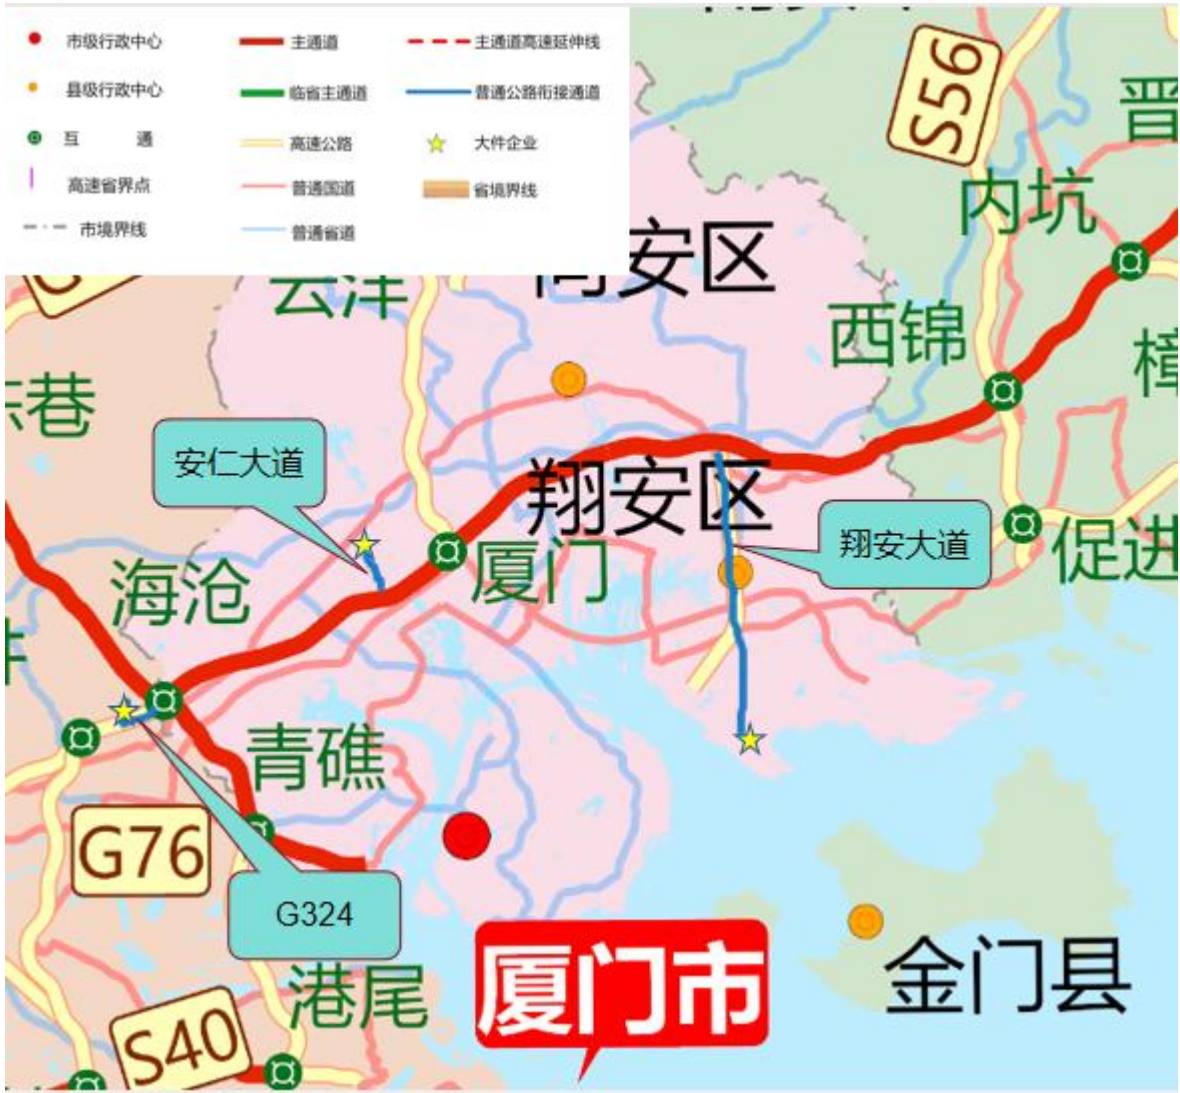 市级行政中心
主通道
主通道高速延伸线
县级行政中心
临省主通道
普通公路衔接通道
互 通
高速公路
大件企业
高速省界点
普通国道
省境界线
市境界线
普通省道
S56
晋
内坑
安区
云洋
西锦
樟
巷
安仁大道
翔安区
翔安大道
促进
厦门
海沧
青礁
G76
G324
厦门市
金门县
港尾
S40